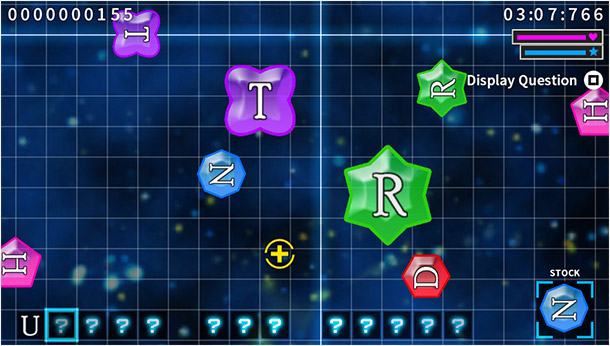 0000000155
03:07:766
T
Display Question
T
R
R
H
N
R
H
D
STOCK
N
U ? ? ? ? ? ? ? ? ? ? ? ?